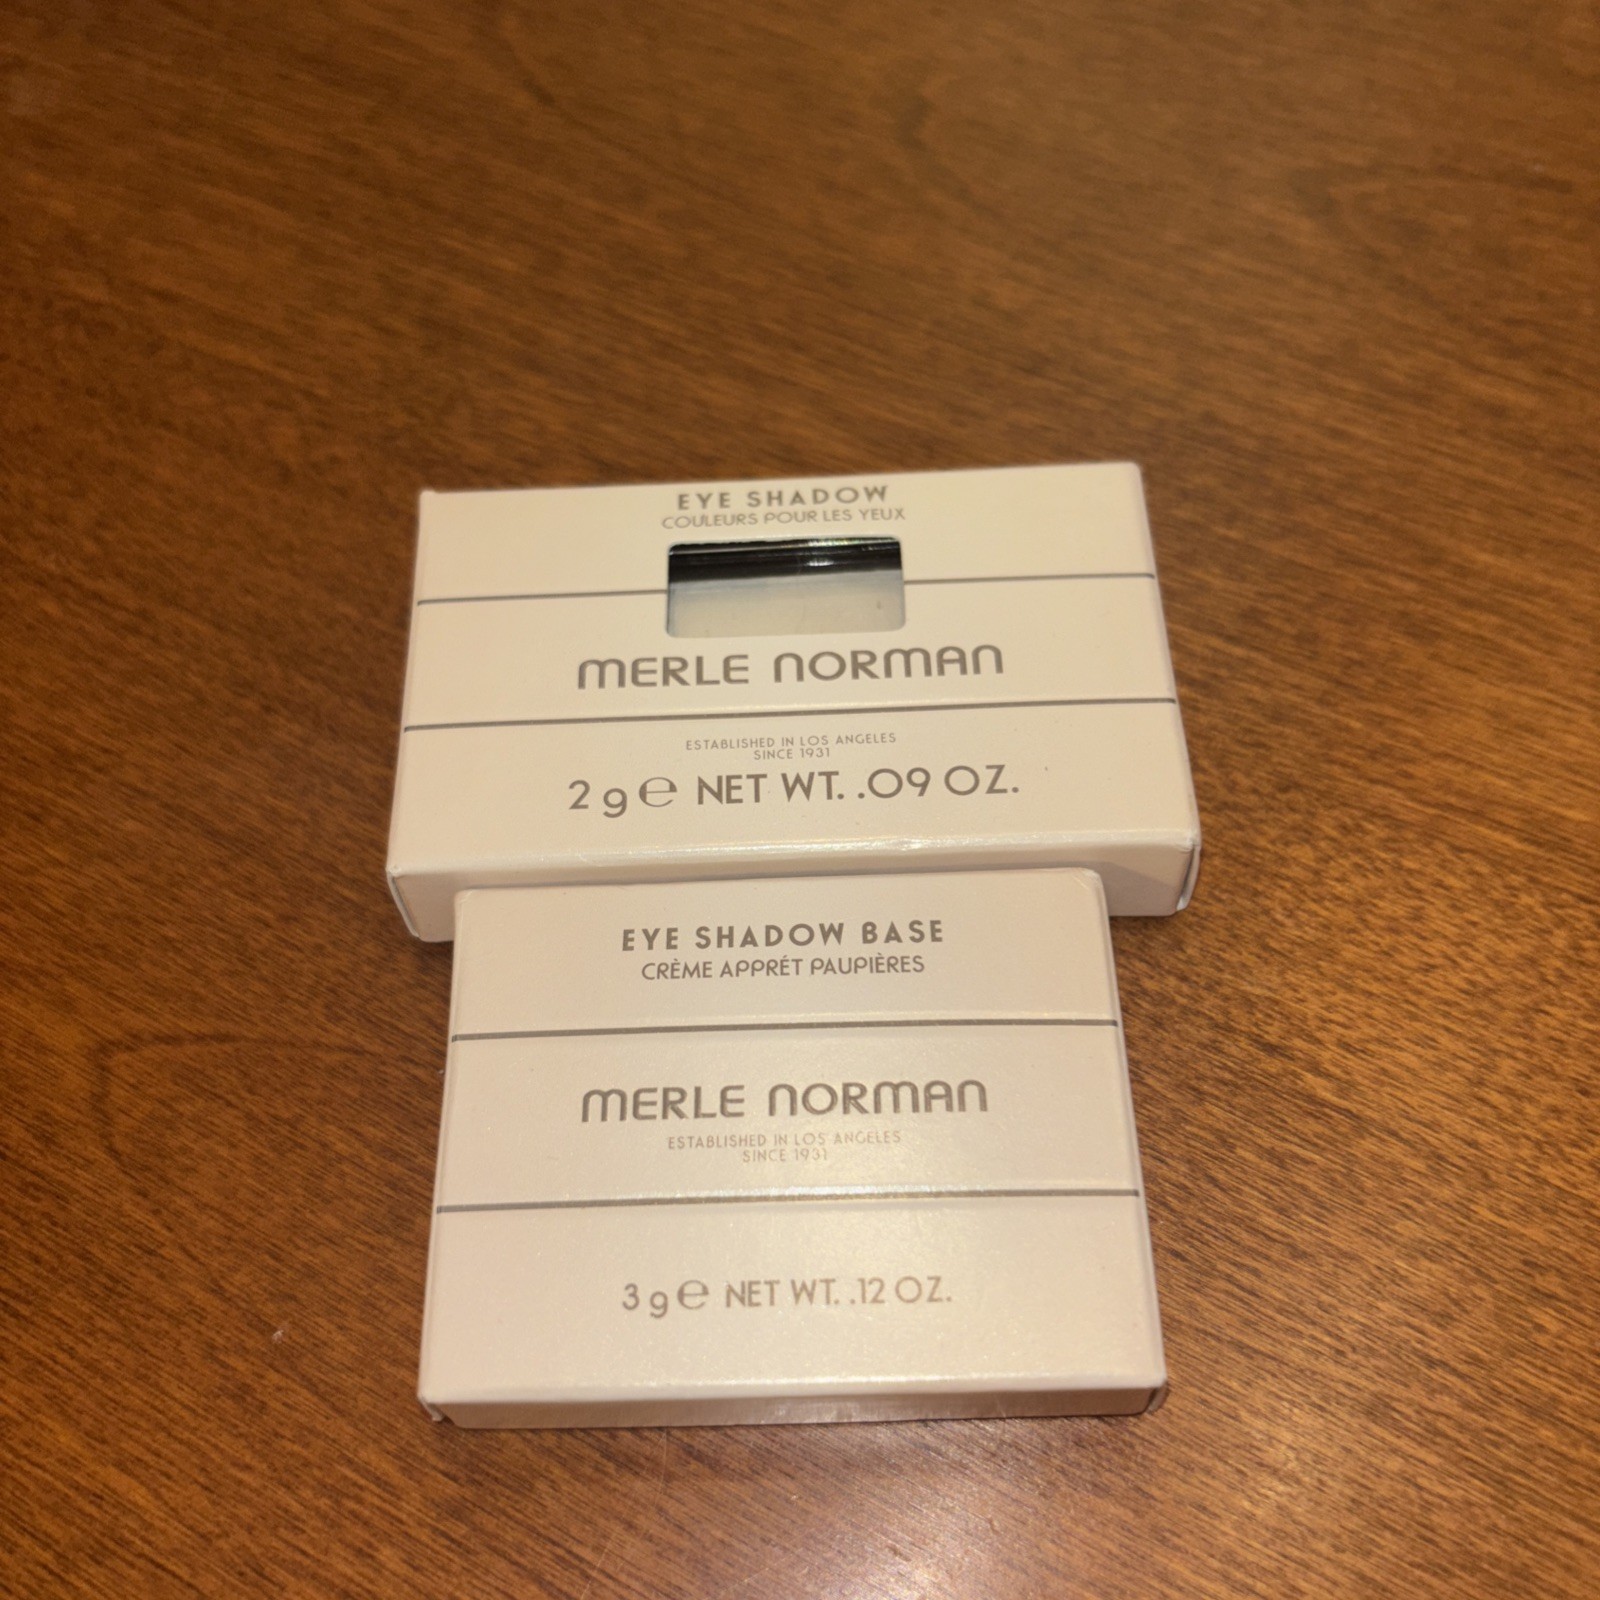 EYE SHADOW
COULEURS POUR LES YEUX
MERLE NORMAN
ESTABLISHED IN LOS ANGELES
SINCE 1931
2 g ℮ NET WT. .09 OZ.
EYE SHADOW BASE
CRÈME APPRÉT PAUPIÈRES
MERLE NORMAN
ESTABLISHED IN LOS ANGELES
SINCE 1931
3 g ℮ NET WT. .12 OZ.